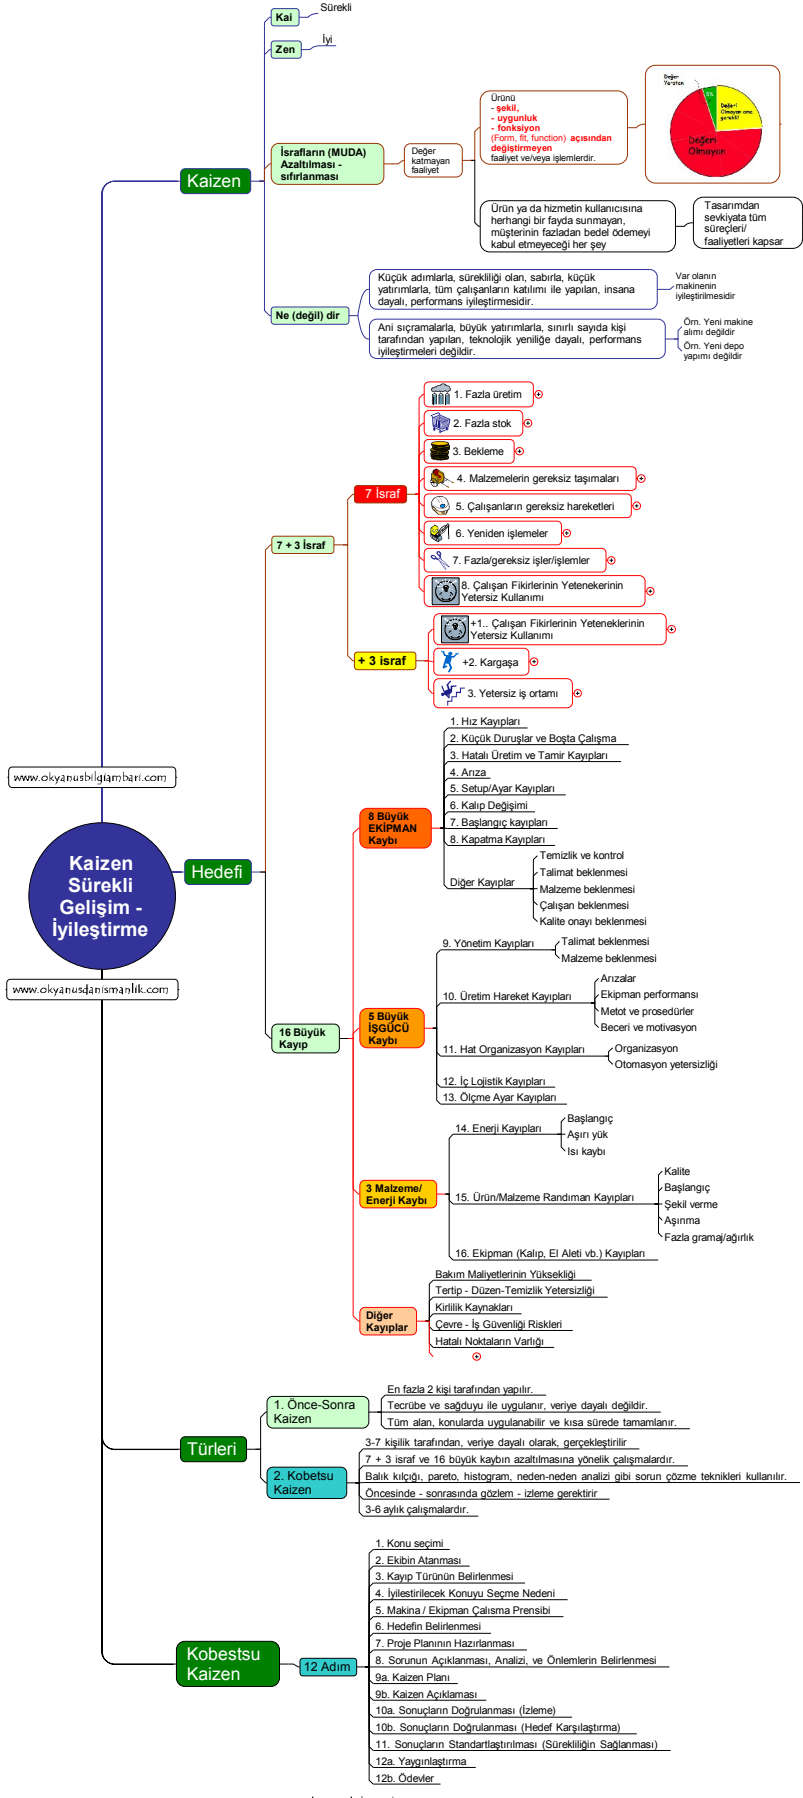 Kai
Sürekli
Zen
İyi
Kaizen
İsrafların (MUDA)
Azaltılması -
sıfırlanması
Değer
katmayan
faaliyet
Ürünü
- şekil,
- uygunluk
- fonksiyon
(Form, fit, function) açısından
değiştirmeyen
faaliyet ve/veya işlemlerdir.
Değer
Yaratan
5%
Değeri
Olmayan ama
gerekli!
Değeri
Olmayan
Ürün ya da hizmetin kullanıcısına
herhangi bir fayda sunmayan,
müşterinin fazladan bedel ödemeyi
kabul etmeyeceği her şey
Tasarımdan
sevkiyata tüm
süreçleri/
faaliyetleri kapsar
Ne (değil) dir
Küçük adımlarla, sürekliliği olan, sabırla, küçük
yatırımlarla, tüm çalışanların katılımı ile yapılan, insana
dayalı, performans iyileştirmesidir.
Var olanın
makinenin
iyileştirilmesidir
Ani sıçramalarla, büyük yatırımlarla, sınırlı sayıda kişi
tarafından yapılan, teknolojik yeniliğe dayalı, performans
iyileştirmeleri değildir.
Örn. Yeni makine
alımı değildir
Örn. Yeni depo
yapımı değildir
7 + 3 İsraf
7 İsraf
1. Fazla üretim
2. Fazla stok
3. Bekleme
4. Malzemelerin gereksiz taşımaları
5. Çalışanların gereksiz hareketleri
6. Yeniden işlemeler
7. Fazla/gereksiz işler/işlemler
8. Çalışan Fikirlerinin Yetenekerinin
Yetersiz Kullanımı
+ 3 israf
+1.. Çalışan Fikirlerinin Yeteneklerinin
Yetersiz Kullanımı
+2. Kargaşa
3. Yetersiz iş ortamı
www.okyanusbilgiambari.com
Kaizen
Sürekli
Gelişim -
İyileştirme
www.okyanusdanismanlik.com
Hedefi
16 Büyük
Kayıp
8 Büyük
EKİPMAN
Kaybı
1. Hız Kayıpları
2. Küçük Duruşlar ve Boşta Çalışma
3. Hatalı Üretim ve Tamir Kayıpları
4. Arıza
5. Setup/Ayar Kayıpları
6. Kalıp Değişimi
7. Başlangıç kayıpları
8. Kapatma Kayıpları
Diğer Kayıplar
Temizlik ve kontrol
Talimat beklenmesi
Malzeme beklenmesi
Çalışan beklenmesi
Kalite onayı beklenmesi
5 Büyük
İŞGÜCÜ
Kaybı
9. Yönetim Kayıpları
Talimat beklenmesi
Malzeme beklenmesi
10. Üretim Hareket Kayıpları
Arızalar
Ekipman performansı
Metot ve prosedürler
Beceri ve motivasyon
11. Hat Organizasyon Kayıpları
Organizasyon
Otomasyon yetersizliği
12. İç Lojistik Kayıpları
13. Ölçme Ayar Kayıpları
3 Malzeme/
Enerji Kaybı
14. Enerji Kayıpları
Başlangıç
Aşırı yük
Isı kaybı
15. Ürün/Malzeme Randıman Kayıpları
Kalite
Başlangıç
Şekil verme
Aşınma
Fazla gramaj/ağırlık
16. Ekipman (Kalıp, El Aleti vb.) Kayıpları
Diğer
Kayıplar
Bakım Maliyetlerinin Yüksekliği
Tertip - Düzen-Temizlik Yetersizliği
Kirlilik Kaynakları
Çevre - İş Güvenliği Riskleri
Hatalı Noktaların Varlığı
Türleri
1. Önce-Sonra
Kaizen
En fazla 2 kişi tarafından yapılır.
Tecrübe ve sağduyu ile uygulanır, veriye dayalı değildir.
Tüm alan, konularda uygulanabilir ve kısa sürede tamamlanır.
2. Kobetsu
Kaizen
3-7 kişilik tarafından, veriye dayalı olarak, gerçekleştirilir
7 + 3 israf ve 16 büyük kaybın azaltılmasına yönelik çalışmalardır.
Balık kılçığı, pareto, histogram, neden-neden analizi gibi sorun çözme teknikleri kullanılır.
Öncesinde - sonrasında gözlem - izleme gerektirir
3-6 aylık çalışmalardır.
Kobestsu
Kaizen
12 Adım
1. Konu seçimi
2. Ekibin Atanması
3. Kayıp Türünün Belirlenmesi
4. İyilestirilecek Konuyu Seçme Nedeni
5. Makina / Ekipman Çalısma Prensibi
6. Hedefin Belirlenmesi
7. Proje Planının Hazırlanması
8. Sorunun Açıklanması, Analizi, ve Önlemlerin Belirlenmesi
9a. Kaizen Planı
9b. Kaizen Açıklaması
10a. Sonuçların Doğrulanması (İzleme)
10b. Sonuçların Doğrulanması (Hedef Karşılaştırma)
11. Sonuçların Standartlaştırılması (Sürekliliğin Sağlanması)
12a. Yaygınlaştırma
12b. Ödevler